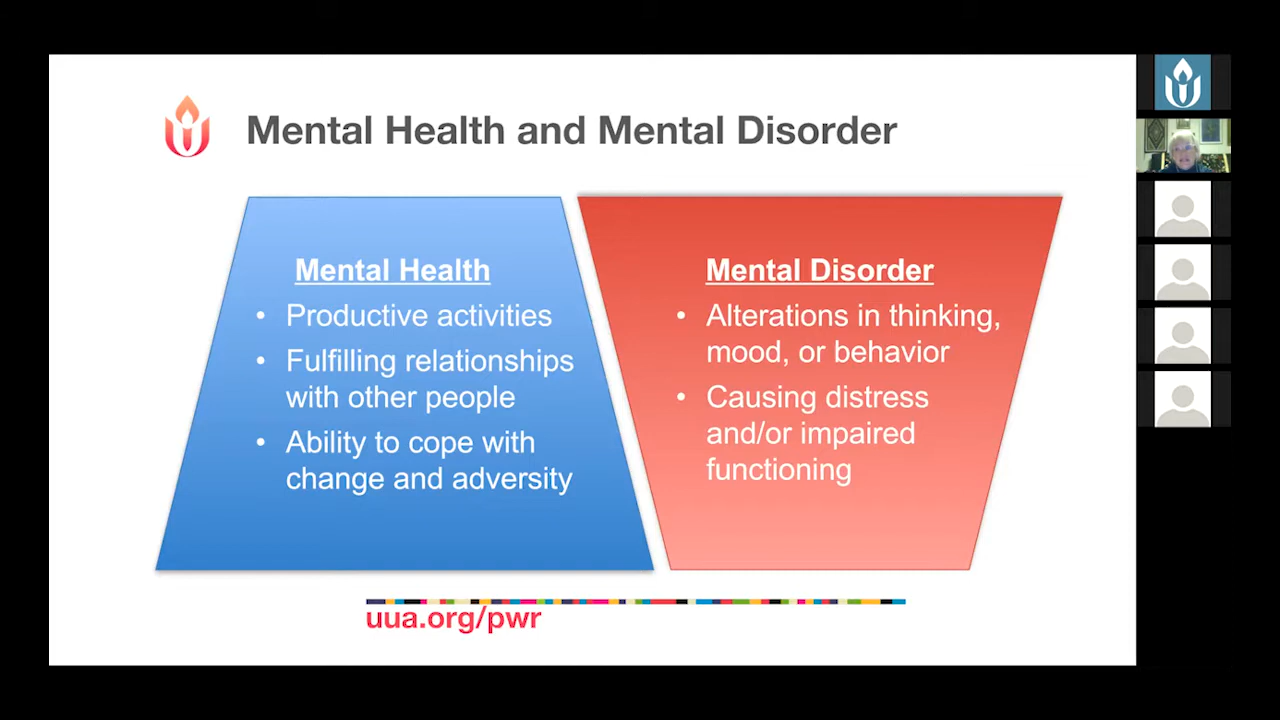 Mental Health and Mental Disorder
Mental Health
• Productive activities
• Fulfilling relationships
with other people
• Ability to cope with
change and adversity
Mental Disorder
• Alterations in thinking,
mood, or behavior
• Causing distress
and/or impaired
functioning
uua.org/pwr